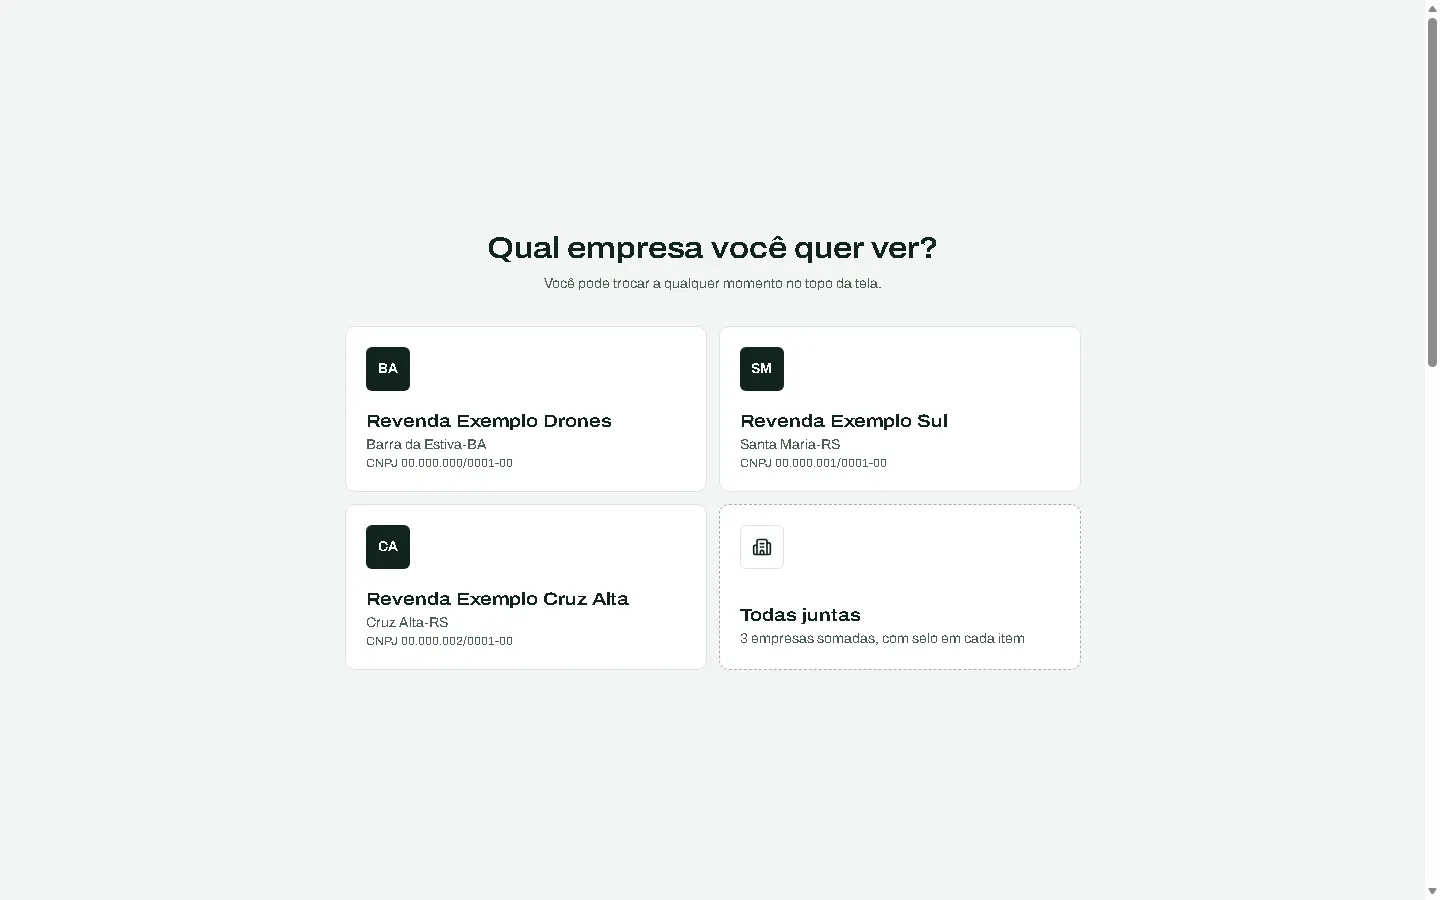 Qual empresa você quer ver?
Você pode trocar a qualquer momento no topo da tela.
BA
Revenda Exemplo Drones
Barra da Estiva-BA
CNPJ 00.000.000/0001-00
SM
Revenda Exemplo Sul
Santa Maria-RS
CNPJ 00.000.001/0001-00
CA
Revenda Exemplo Cruz Alta
Cruz Alta-RS
CNPJ 00.000.002/0001-00
Todas juntas
3 empresas somadas, com selo em cada item